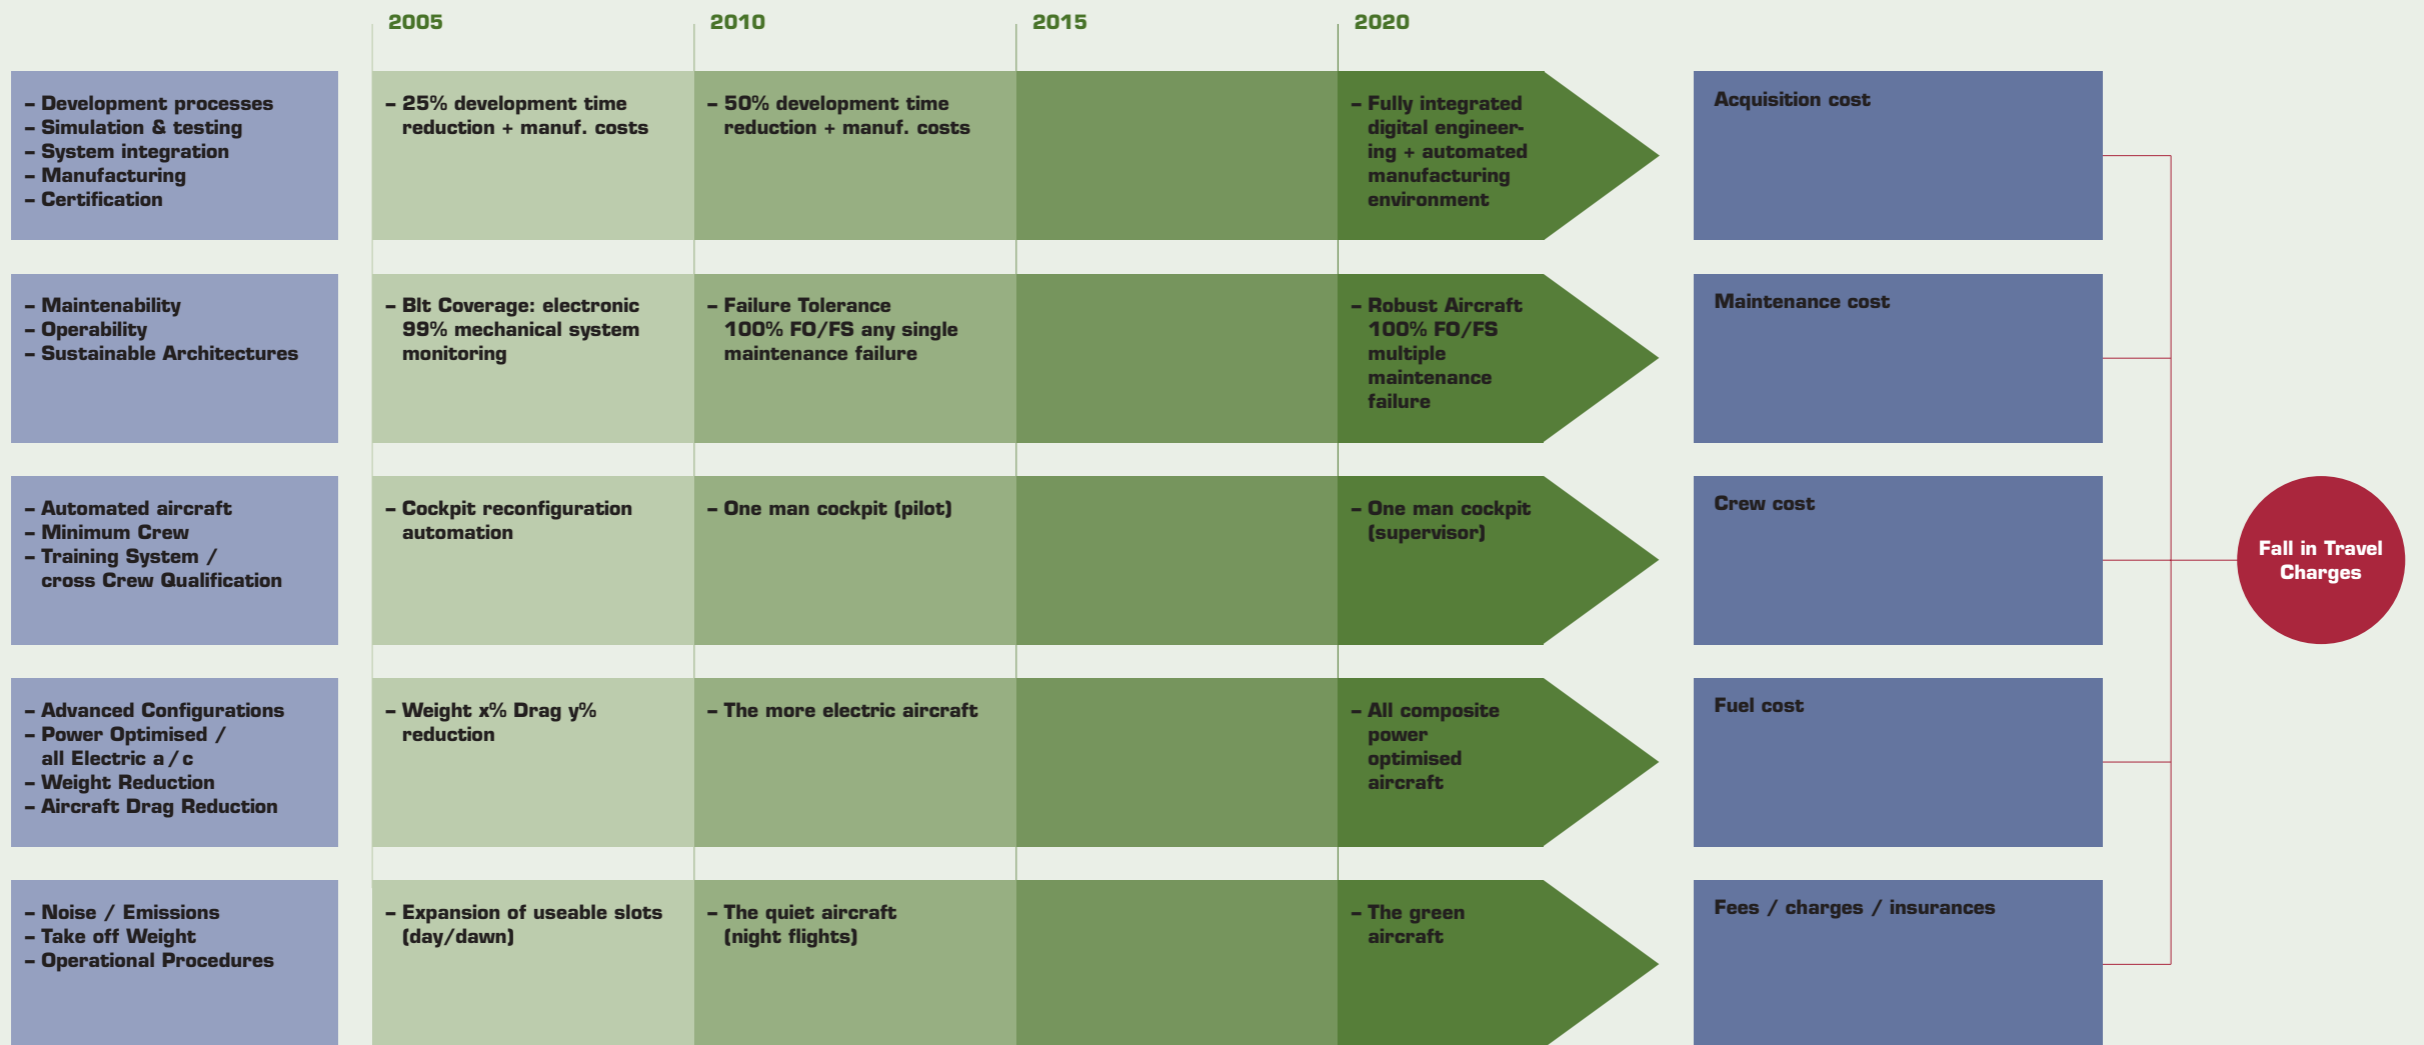 2005
2010
2015
2020
– Development processes
– Simulation & testing
– System integration
– Manufacturing
– Certification
– 25% development time
reduction + manuf. costs
– 50% development time
reduction + manuf. costs
– Fully integrated
digital engineer-
ing + automated
manufacturing
environment
Acquisition cost
– Maintenability
– Operability
– Sustainable Architectures
– BIt Coverage: electronic
99% mechanical system
monitoring
– Failure Tolerance
100% FO/FS any single
maintenance failure
– Robust Aircraft
100% FO/FS
multiple
maintenance
failure
Maintenance cost
– Automated aircraft
– Minimum Crew
– Training System /
cross Crew Qualification
– Cockpit reconfiguration
automation
– One man cockpit (pilot)
– One man cockpit
(supervisor)
Crew cost
Fall in Travel
Charges
– Advanced Configurations
– Power Optimised /
all Electric a / c
– Weight Reduction
– Aircraft Drag Reduction
– Weight x% Drag y%
reduction
– The more electric aircraft
– All composite
power
optimised
aircraft
Fuel cost
– Noise / Emissions
– Take off Weight
– Operational Procedures
– Expansion of useable slots
(day/dawn)
– The quiet aircraft
(night flights)
– The green
aircraft
Fees / charges / insurances